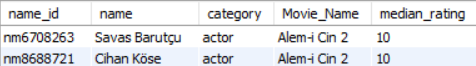 name_id name category Movie_Name median_rating
nm6708263 Savas Barutçu actor Alem-i Cin 2 10
nm8688721 Cihan Köse actor Alem-i Cin 2 10